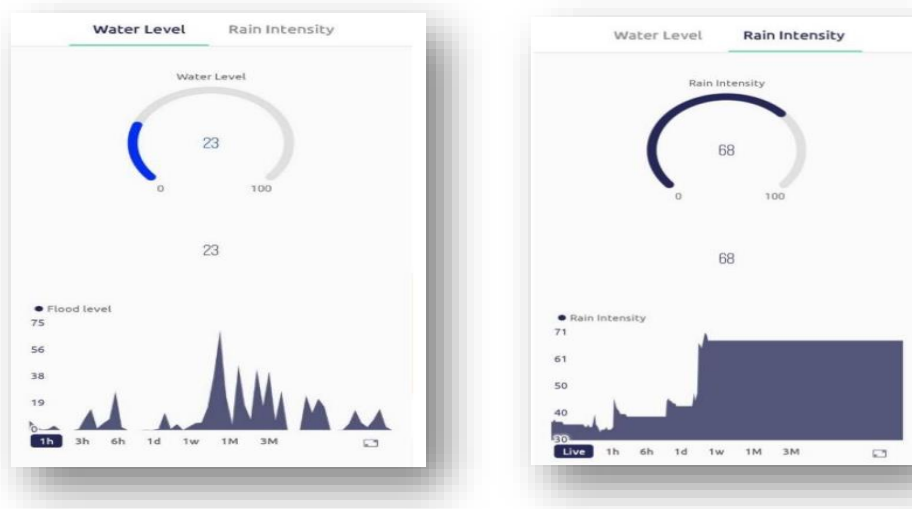 Water Level Rain Intensity
Water Level
23
0 100
23
Flood level
75
56
38
19
0
1h 3h 6h 1d 1w 1M 3M
Water Level Rain Intensity
Rain Intensity
68
0 100
68
Rain Intensity
71
61
50
40
30
Live 1h 6h 1d 1w 1M 3M